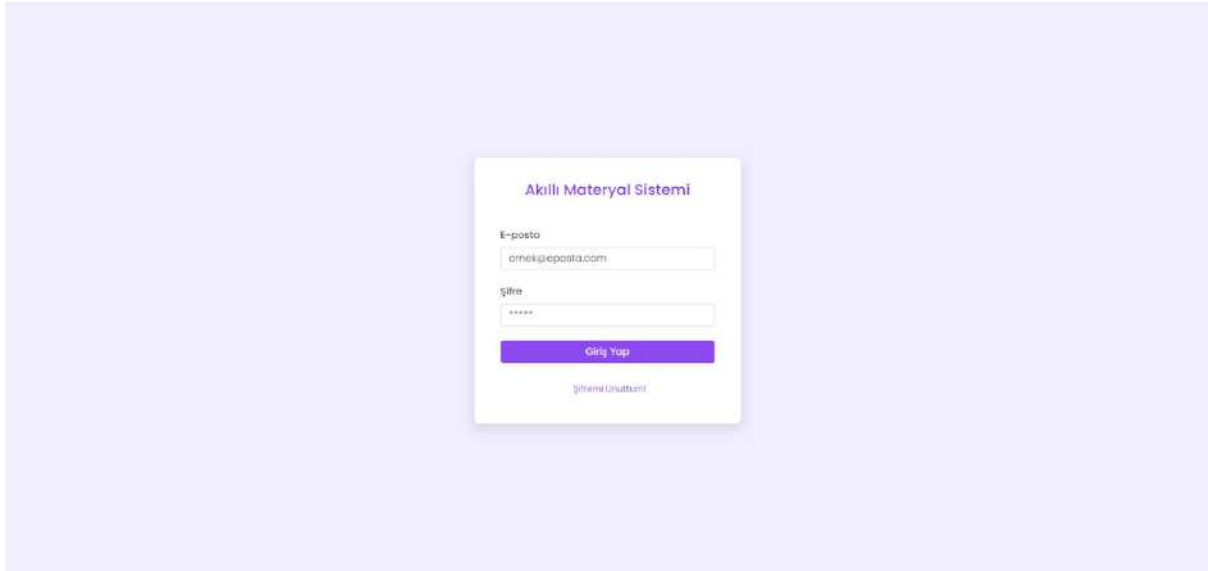 Akıllı Materyal Sistemi
E-posta
ornek@eposta.com
Şifre
*****
Giriş Yap
Şifremi Unuttum!